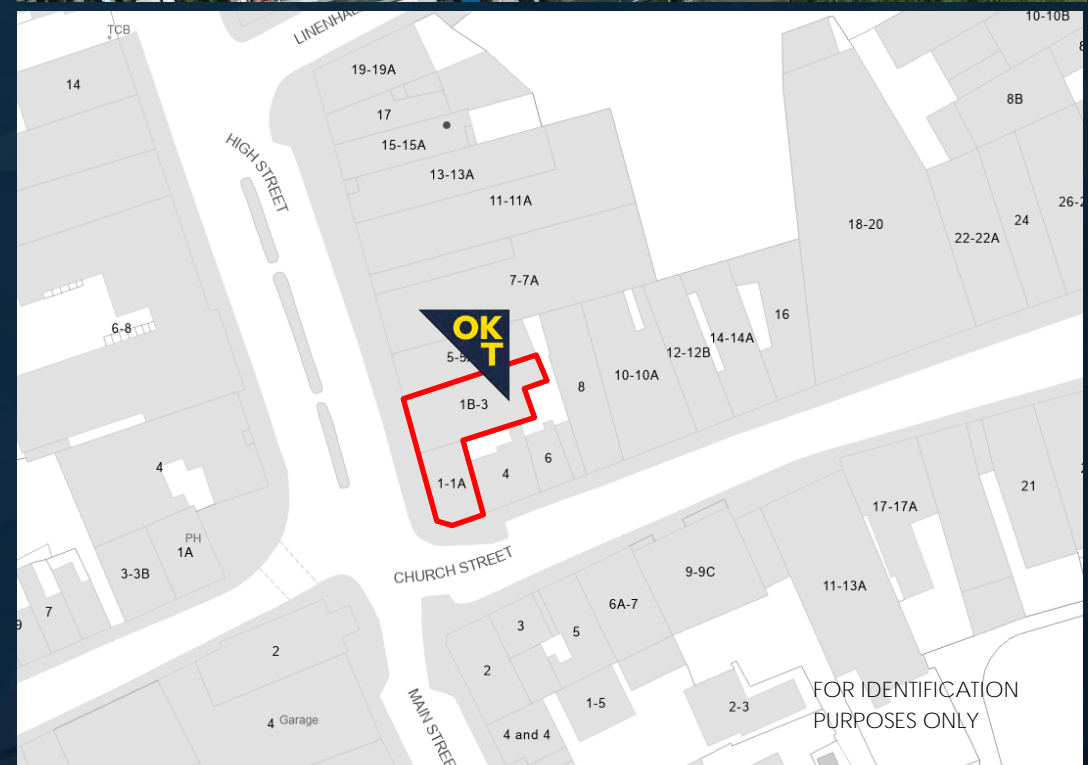 TCB
LINENHA
10-10B
14
19-19A
17
15-15A
HIGH STREET
13-13A
11-11A
8B
18-20
22-22A
24
26-2
7-7A
6-8
OK
T
5-5
16
14-14A
12-12B
10-10A
8
1B-3
4
1-1A
4
6
PH
1A
3-3B
7
9
CHURCH STREET
17-17A
21
9-9C
11-13A
6A-7
3
5
2
2
1-5
2-3
4 Garage
4 and 4
MAIN STREE
FOR IDENTIFICATION
PURPOSES ONLY